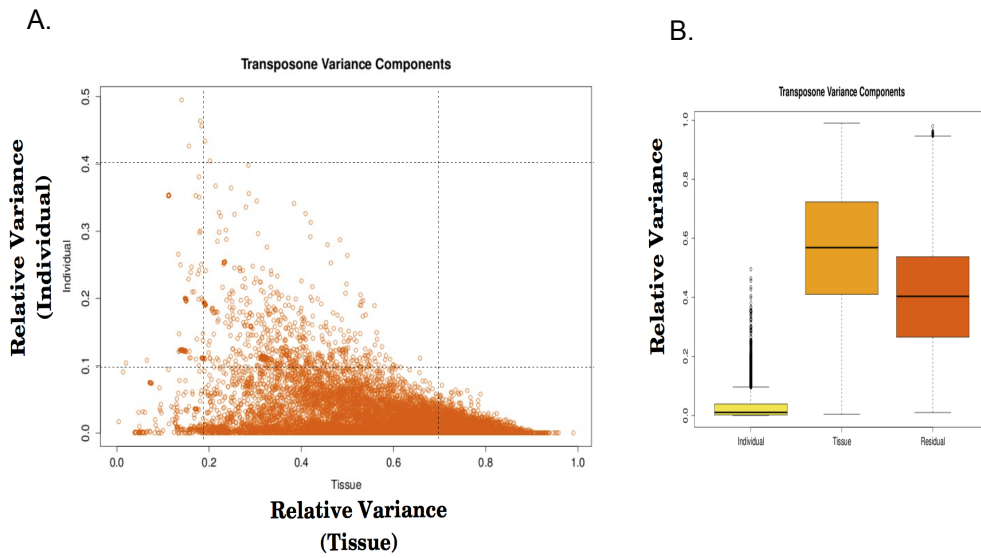 A.
Transposone Variance Components
Relative Variance
(Individual)
Individual
0.5
0.4
0.3
0.2
0.1
0.0
0.0 0.2 0.4 0.6 0.8 1.0
Tissue
Relative Variance
(Tissue)
B.
Transposone Variance Components
Relative Variance
1.0
0.8
0.6
0.4
0.2
0.0
Individual Tissue Residual